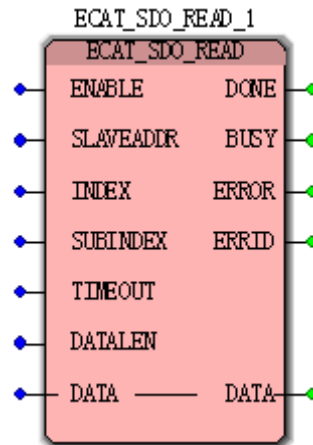 ECAT_SDO_READ_1
ECAT_SDO_READ
ENABLE DONE
SLAVEADDR BUSY
INDEX ERROR
SUBINDEX ERRID
TIMEOUT
DATALEN
DATA DATA